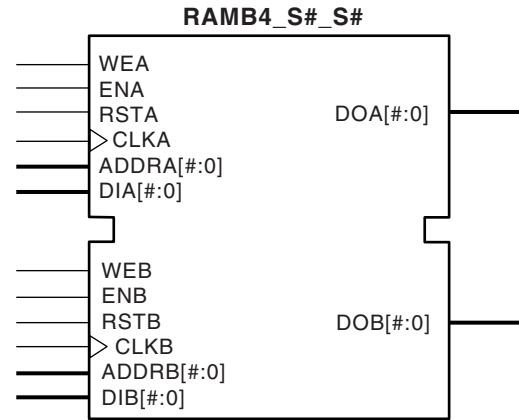 RAMB4_S#_S#
WEA
ENA
RSTA
CLKA
ADDRA[#:0]
DIA[#:0]
DOA[#:0]
WEB
ENB
RSTB
CLKB
ADDRB[#:0]
DIB[#:0]
DOB[#:0]